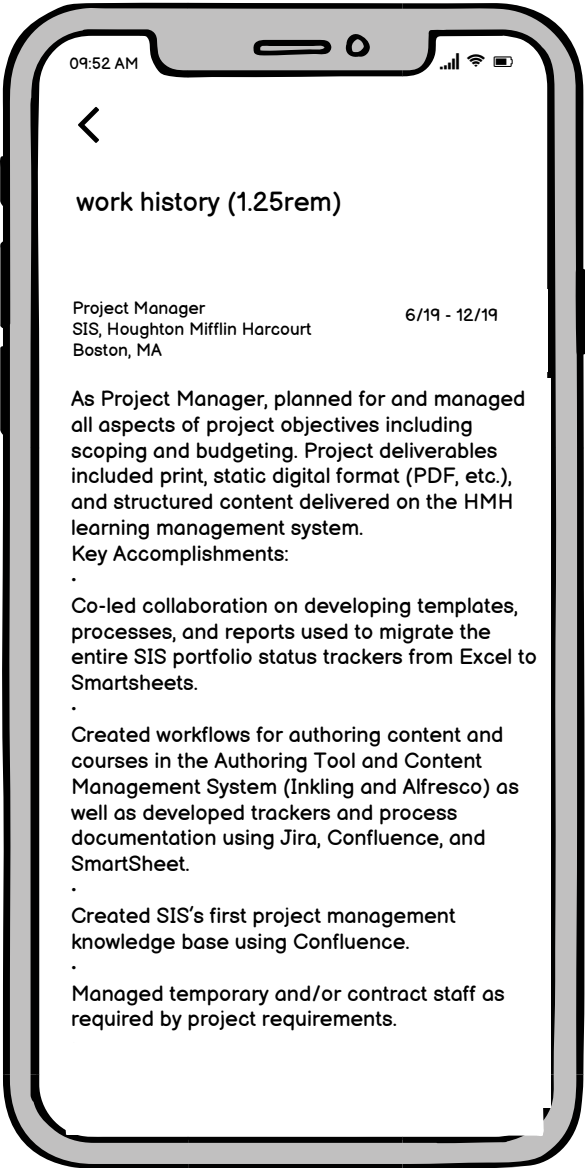 09:52 AM
work history (1.25rem)
Project Manager
6/19 - 12/19
SIS, Houghton Mifflin Harcourt
Boston, MA
As Project Manager, planned for and managed
all aspects of project objectives including
scoping and budgeting. Project deliverables
included print, static digital format (PDF, etc.),
and structured content delivered on the HMH
learning management system.
Key Accomplishments:
·
Co-led collaboration on developing templates,
processes, and reports used to migrate the
entire SIS portfolio status trackers from Excel to
Smartsheets.
·
Created workflows for authoring content and
courses in the Authoring Tool and Content
Management System (Inkling and Alfresco) as
well as developed trackers and process
documentation using Jira, Confluence, and
SmartSheet.
·
Created SIS’s first project management
knowledge base using Confluence.
·
Managed temporary and/or contract staff as
required by project requirements.